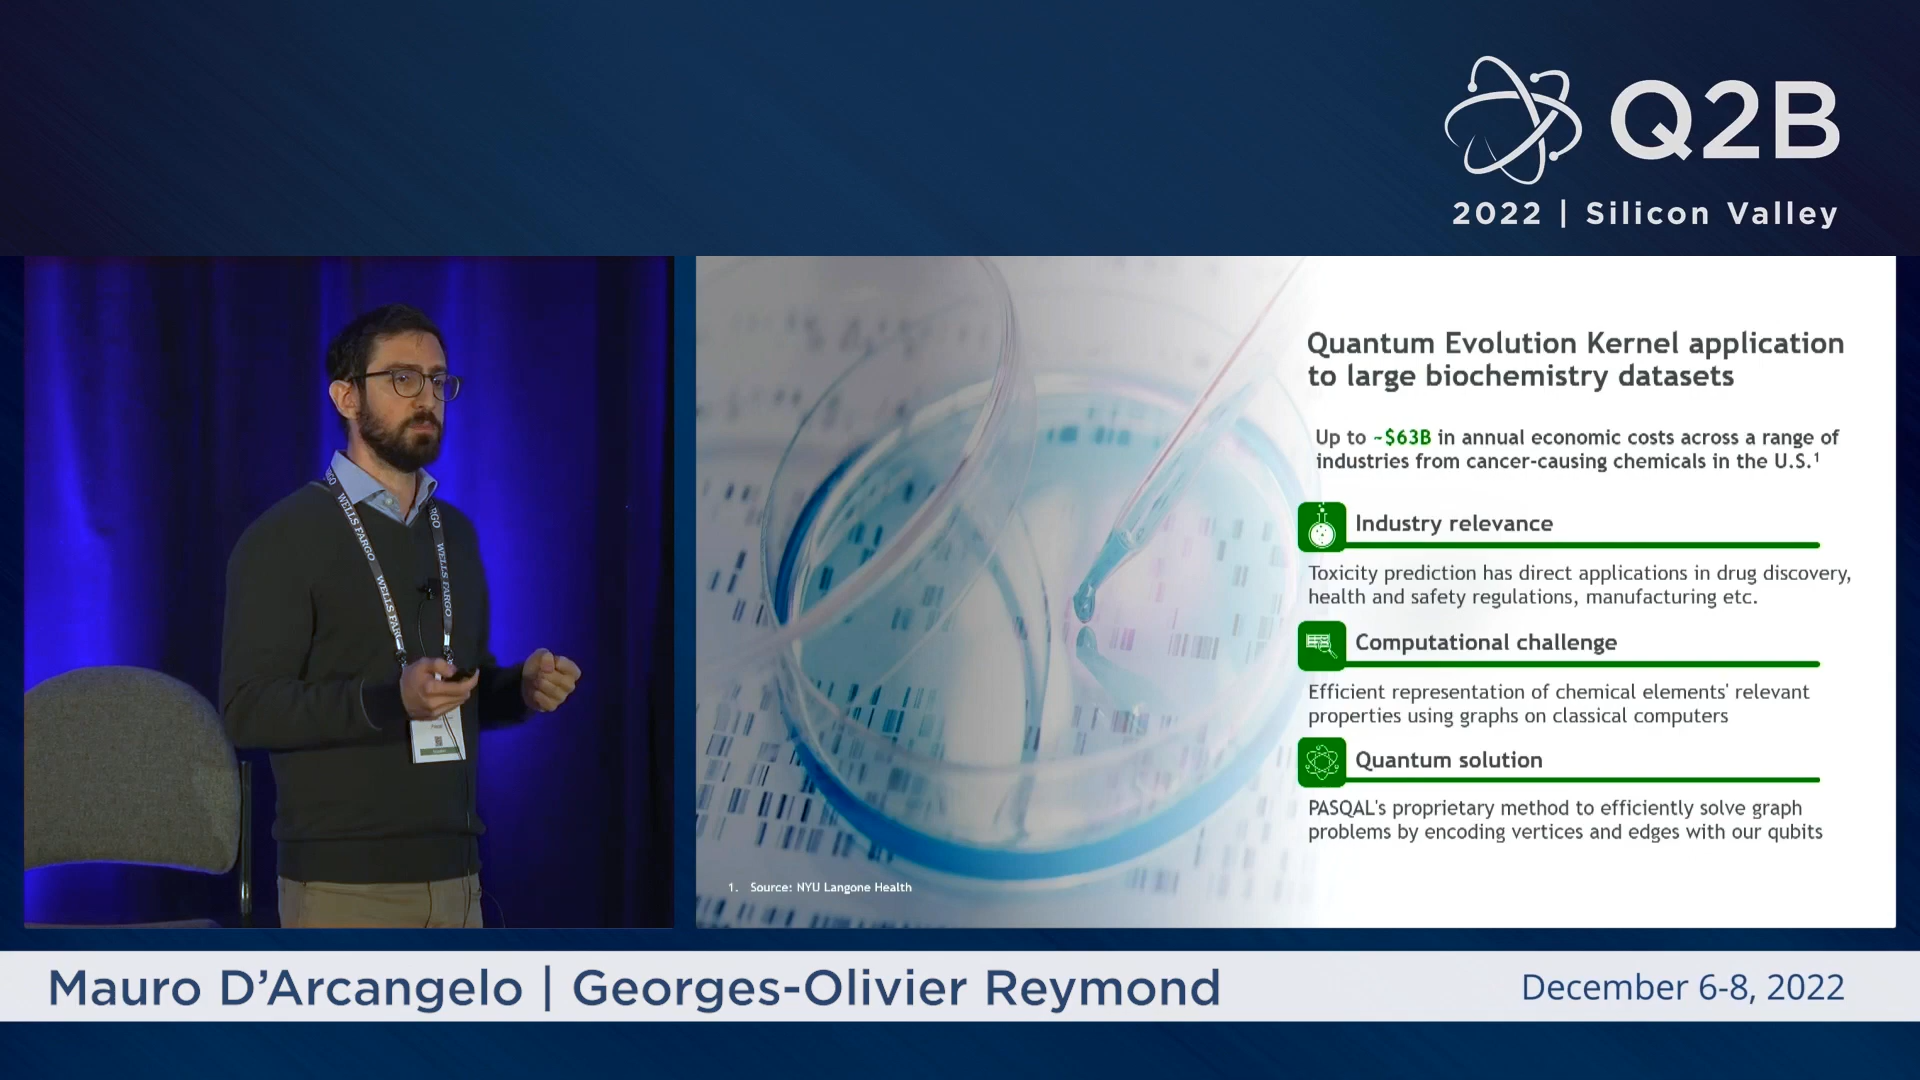 Q2B
2022 | Silicon Valley
Quantum Evolution Kernel application
to large biochemistry datasets
Up to ~$63B in annual economic costs across a range of
industries from cancer-causing chemicals in the U.S.¹
Industry relevance
Toxicity prediction has direct applications in drug discovery,
health and safety regulations, manufacturing etc.
Computational challenge
Efficient representation of chemical elements' relevant
properties using graphs on classical computers
Quantum solution
PASQAL's proprietary method to efficiently solve graph
problems by encoding vertices and edges with our qubits
1. Source: NYU Langone Health
WELLS FARGO
WELLS FARGO
Mauro D’Arcangelo | Georges-Olivier Reymond
December 6-8, 2022